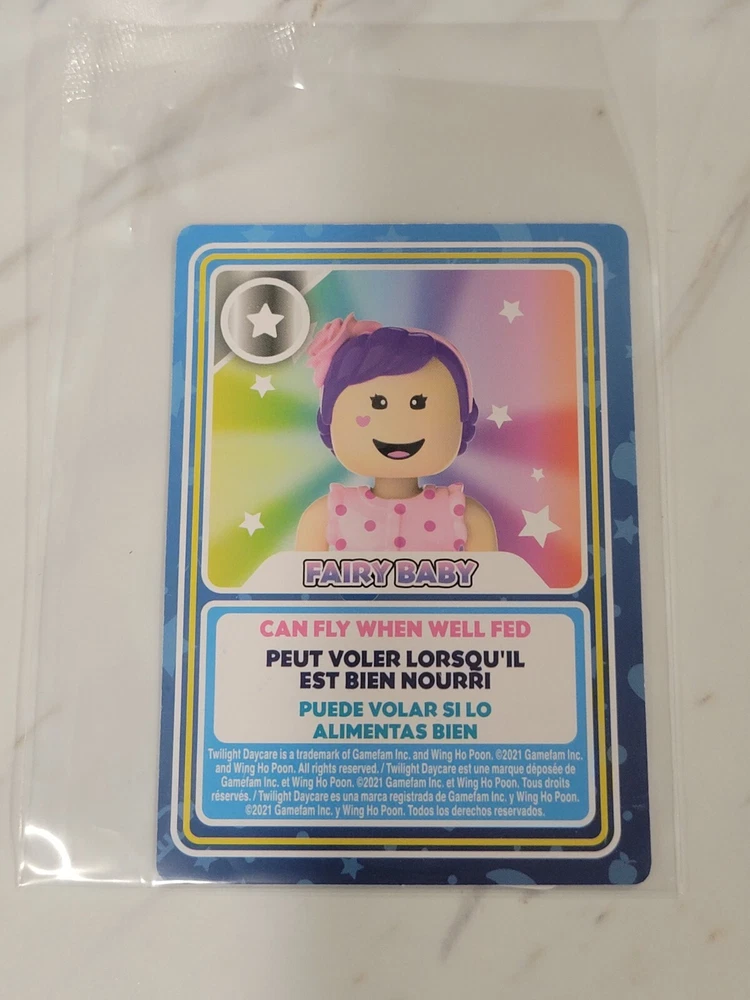 FAIRY BABY
CAN FLY WHEN WELL FED
PEUT VOLER LORSQU'IL
EST BIEN NOURRI
PUEDE VOLAR SI LO
ALIMENTAS BIEN
Twilight Daycare is a trademark of Gamefam Inc. and Wing Ho Poon. ©2021 Gamefam Inc.
and Wing Ho Poon. All rights reserved. / Twilight Daycare est une marque déposée de
Gamefam Inc. et Wing Ho Poon. ©2021 Gamefam Inc. et Wing Ho Poon. Tous droits
réservés. / Twilight Daycare es una marca registrada de Gamefam Inc. y Wing Ho Poon.
©2021 Gamefam Inc. y Wing Ho Poon. Todos los derechos reservados.